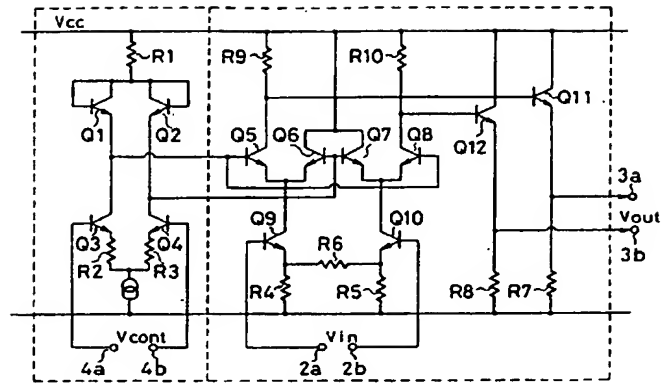 Vcc
R1
R9
R10
Q1
Q2
Q5
Q6
Q7
Q8
Q12
Q11
Q3
Q4
R2
R3
Q9
Q10
R6
R4
R5
R8
R7
3a
Vout
3b
Vcont
4a
4b
Vin
2a
2b